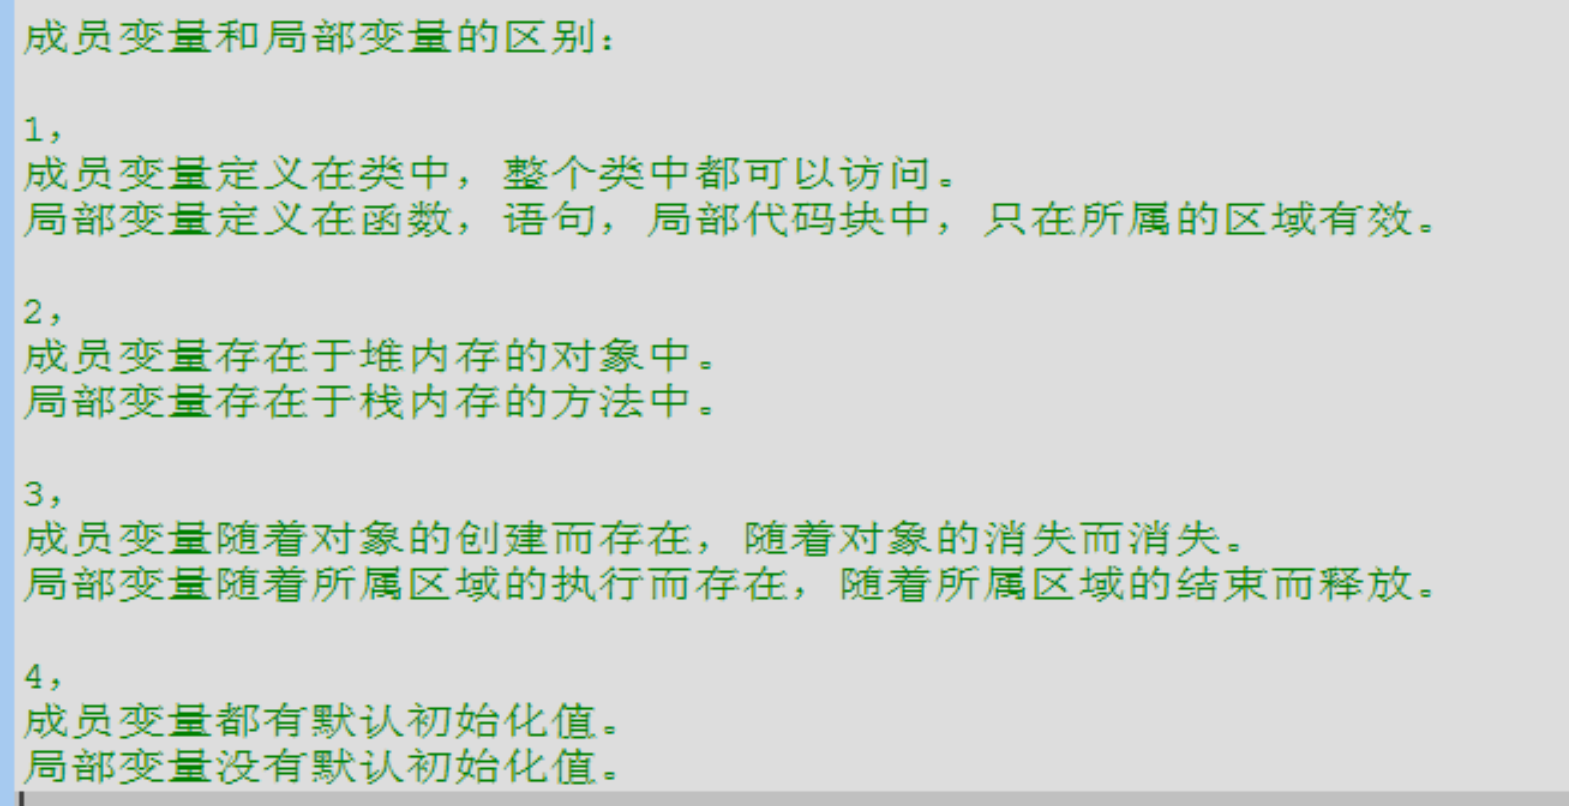 成员变量和局部变量的区别：
1，
成员变量定义在类中，整个类中都可以访问。
局部变量定义在函数，语句，局部代码块中，只在所属的区域有效。
2，
成员变量存在于堆内存的对象中。
局部变量存在于栈内存的方法中。
3，
成员变量随着对象的创建而存在，随着对象的消失而消失。
局部变量随着所属区域的执行而存在，随着所属区域的结束而释放。
4，
成员变量都有默认初始化值。
局部变量没有默认初始化值。